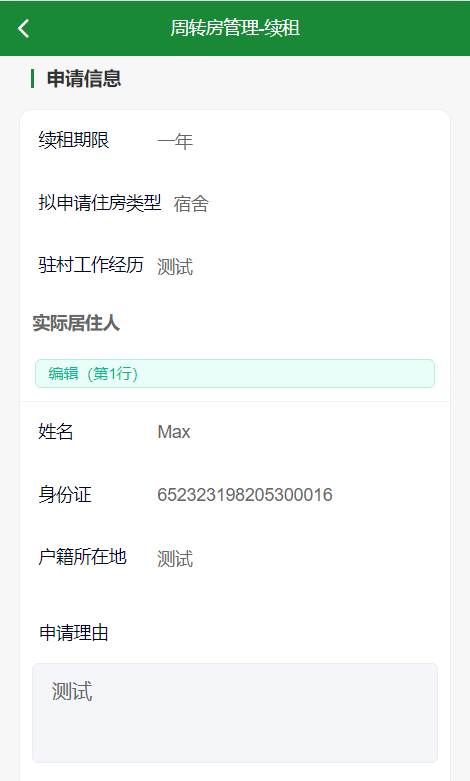 周转房管理-续租
申请信息
续租期限 一年
拟申请住房类型 宿舍
驻村工作经历 测试
实际居住人
编辑（第1行）
姓名 Max
身份证 652323198205300016
户籍所在地 测试
申请理由
测试